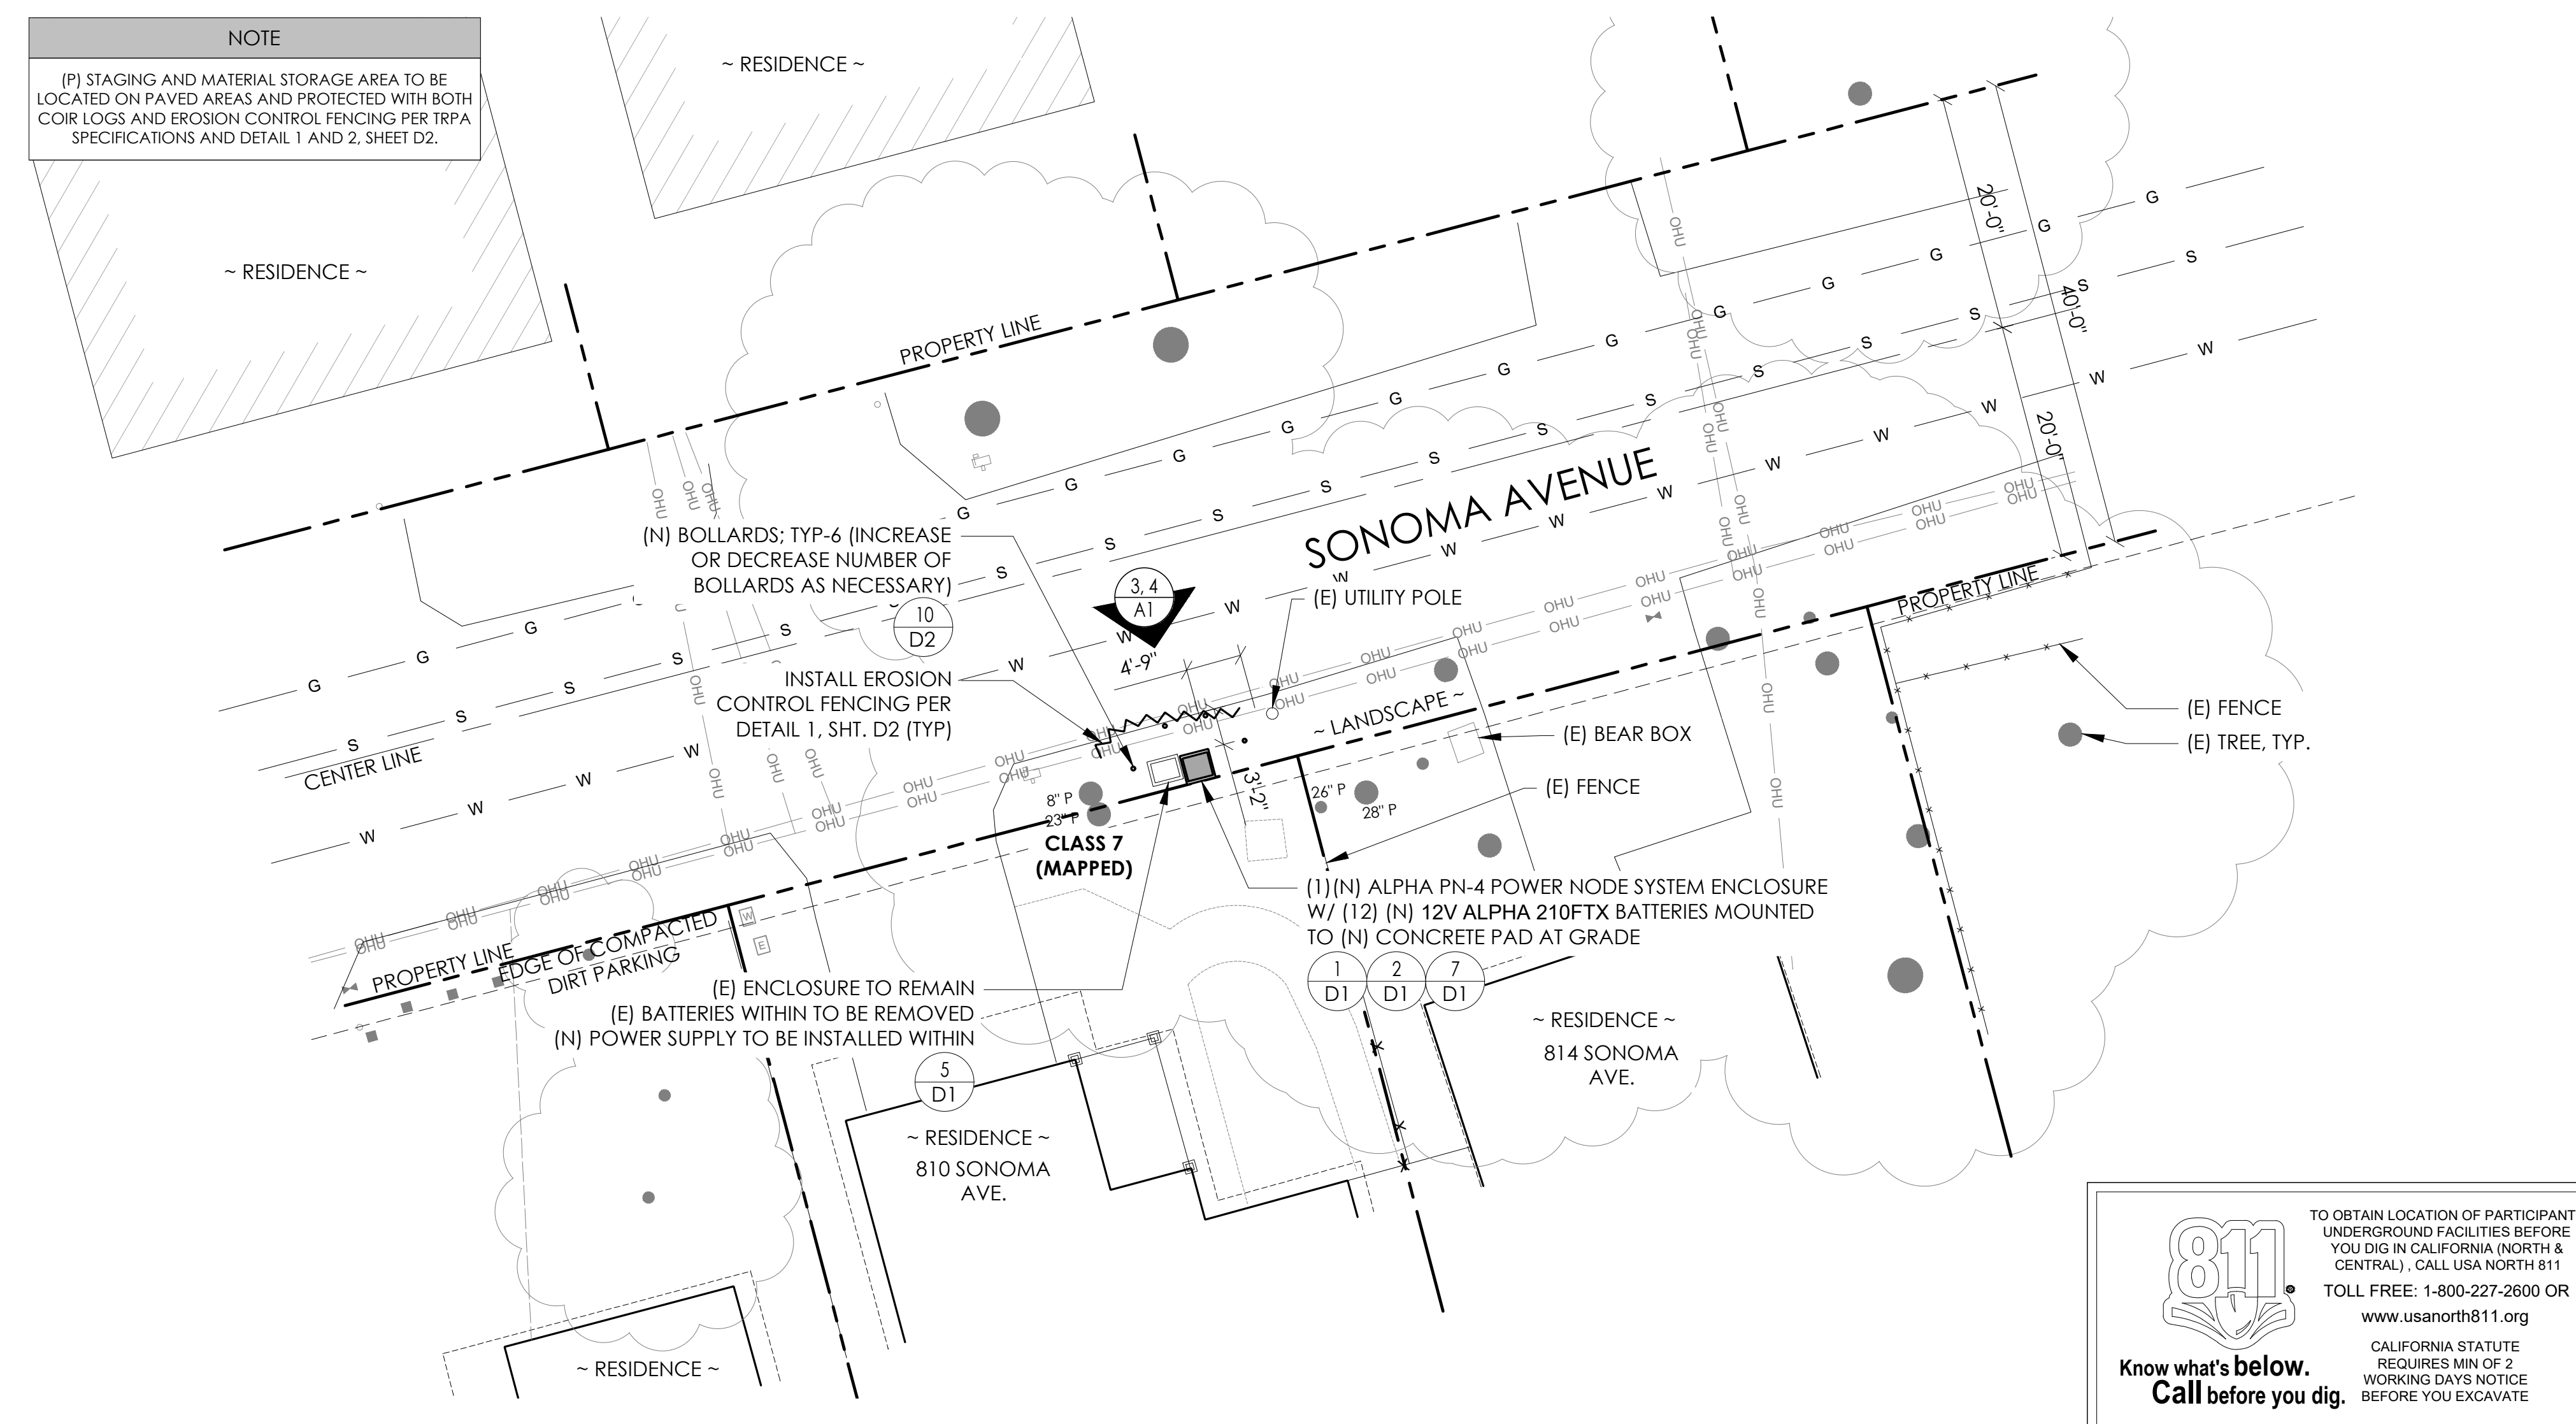 NOTE
(P) STAGING AND MATERIAL STORAGE AREA TO BE
LOCATED ON PAVED AREAS AND PROTECTED WITH BOTH
COIR LOGS AND EROSION CONTROL FENCING PER TRPA
SPECIFICATIONS AND DETAIL 1 AND 2, SHEET D2.
~ RESIDENCE ~
~ RESIDENCE ~
PROPERTY LINE
20'-0"
40'-0"
20'-0"
G G G G G G G G G G G G G G
S S S S S S S S S S S S S S S
W W W W W W W W W W W W W W
OHU OHU OHU OHU OHU OHU OHU OHU
SONOMA AVENUE
(N) BOLLARDS; TYP-6 (INCREASE
OR DECREASE NUMBER OF
BOLLARDS AS NECESSARY)
10
D2
3, 4
A1
4'-9"
(E) UTILITY POLE
INSTALL EROSION
CONTROL FENCING PER
DETAIL 1, SHT. D2 (TYP)
CENTER LINE
PROPERTY LINE
~ LANDSCAPE ~
(E) FENCE
(E) TREE, TYP.
(E) BEAR BOX
(E) FENCE
3'-2"
8" P
23" P
26" P
28" P
CLASS 7
(MAPPED)
(1)(N) ALPHA PN-4 POWER NODE SYSTEM ENCLOSURE
W/ (12) (N) 12V ALPHA 210FTX BATTERIES MOUNTED
TO (N) CONCRETE PAD AT GRADE
1
D1
2
D1
7
D1
W
E
PROPERTY LINE
EDGE OF COMPACTED
DIRT PARKING
(E) ENCLOSURE TO REMAIN
(E) BATTERIES WITHIN TO BE REMOVED
(N) POWER SUPPLY TO BE INSTALLED WITHIN
5
D1
~ RESIDENCE ~
814 SONOMA
AVE.
~ RESIDENCE ~
810 SONOMA
AVE.
~ RESIDENCE ~
811
Know what's below.
Call before you dig.
TO OBTAIN LOCATION OF PARTICIPANT
UNDERGROUND FACILITIES BEFORE
YOU DIG IN CALIFORNIA (NORTH &
CENTRAL) , CALL USA NORTH 811
TOLL FREE: 1-800-227-2600 OR
www.usanorth811.org
CALIFORNIA STATUTE
REQUIRES MIN OF 2
WORKING DAYS NOTICE
BEFORE YOU EXCAVATE